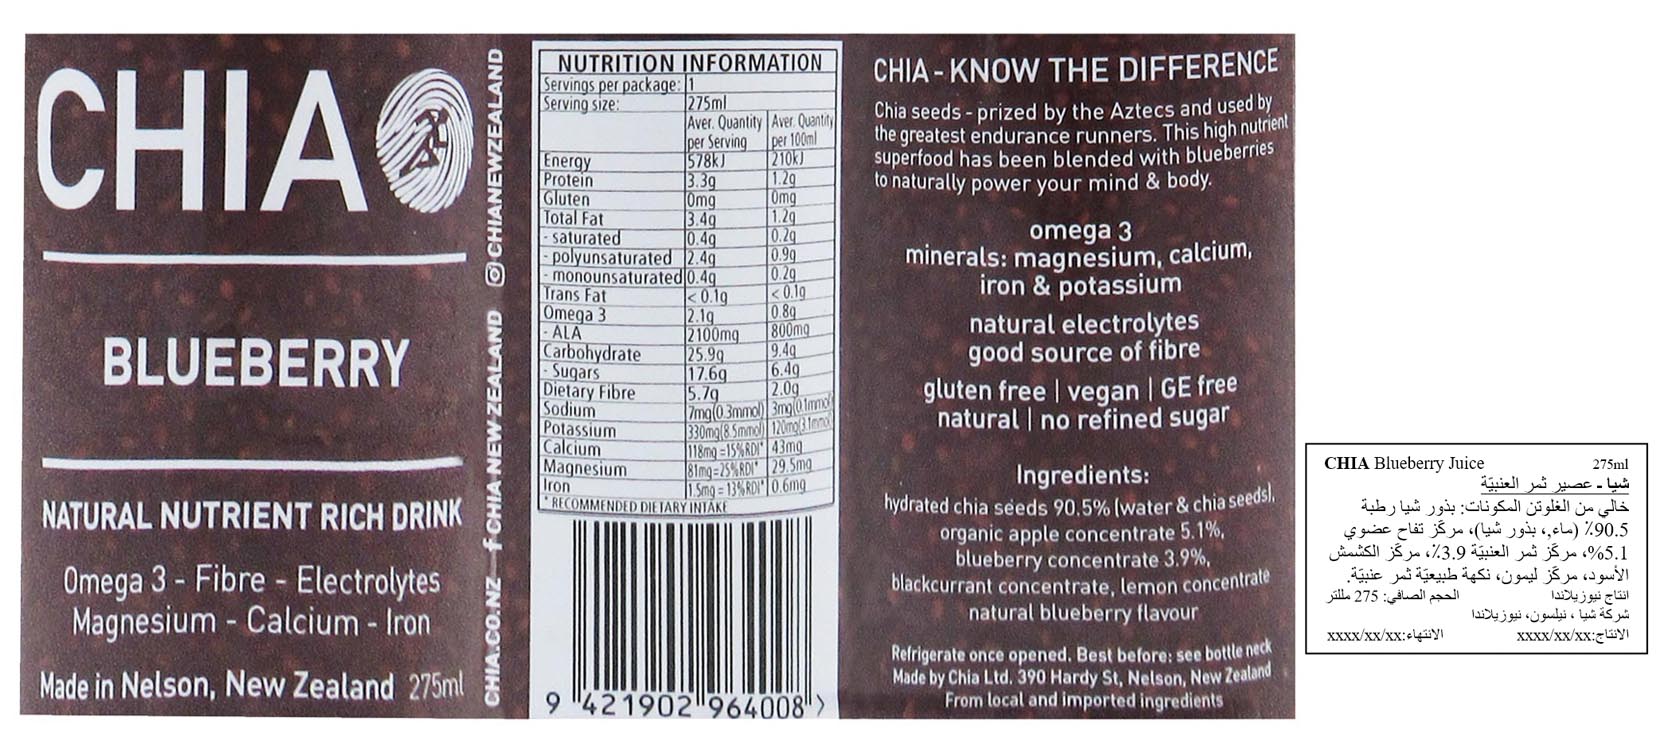 CHIA
BLUEBERRY
NATURAL NUTRIENT RICH DRINK
Omega 3 - Fibre - Electrolytes
Magnesium - Calcium - Iron
Made in Nelson, New Zealand 275ml
CHIA.CO.NZ f CHIA NEW ZEALAND CHIANEWZEALAND
NUTRITION INFORMATION
Servings per package: 1
Serving size: 275ml
Aver. Quantity per Serving Aver. Quantity per 100ml
Energy 578kJ 210kJ
Protein 3.3g 1.2g
Gluten 0mg 0mg
Total Fat 3.4g 1.2g
- saturated 0.4g 0.2g
- polyunsaturated 2.4g 0.9g
- monounsaturated 0.4g 0.2g
Trans Fat < 0.1g < 0.1g
Omega 3 2.1g 0.8g
- ALA 2100mg 800mg
Carbohydrate 25.9g 9.4g
- Sugars 17.6g 6.4g
Dietary Fibre 5.7g 2.0g
Sodium 7mg(0.3mmol) 3mg(0.1mmol)
Potassium 330mg(8.5mmol) 120mg(3.1mmol)
Calcium 118mg =15%RDI* 43mg
Magnesium 81mg=25%RDI* 29.5mg
Iron 1.5mg = 13%RDI* 0.6mg
* RECOMMENDED DIETARY INTAKE
9 421902 964008 >
CHIA - KNOW THE DIFFERENCE
Chia seeds - prized by the Aztecs and used by
the greatest endurance runners. This high nutrient
superfood has been blended with blueberries
to naturally power your mind & body.
omega 3
minerals: magnesium, calcium,
iron & potassium
natural electrolytes
good source of fibre
gluten free | vegan | GE free
natural | no refined sugar
Ingredients:
hydrated chia seeds 90.5% (water & chia seeds),
organic apple concentrate 5.1%,
blueberry concentrate 3.9%,
blackcurrant concentrate, lemon concentrate
natural blueberry flavour
Refrigerate once opened. Best before: see bottle neck
Made by Chia Ltd. 390 Hardy St, Nelson, New Zealand
From local and imported ingredients
CHIA Blueberry Juice 275ml
شيا - عصير ثمر العنبيّة
خالي من الغلوتن المكونات: بذور شيا رطبة
90.5٪ (ماء,، بذور شيا)، مركّز تفاح عضوي
5.1%، مركّز ثمر العنبيّة 3.9٪، مركّز الكشمش
الأسود، مركّز ليمون، نكهة طبيعيّة ثمر عنبيّة.
انتاج نيوزيلاندا الحجم الصافي: 275 مللتر
شركة شيا ، نيلسون، نيوزيلاندا
الانتاج:xxxx/xx/xx الانتهاء:xxxx/xx/xx